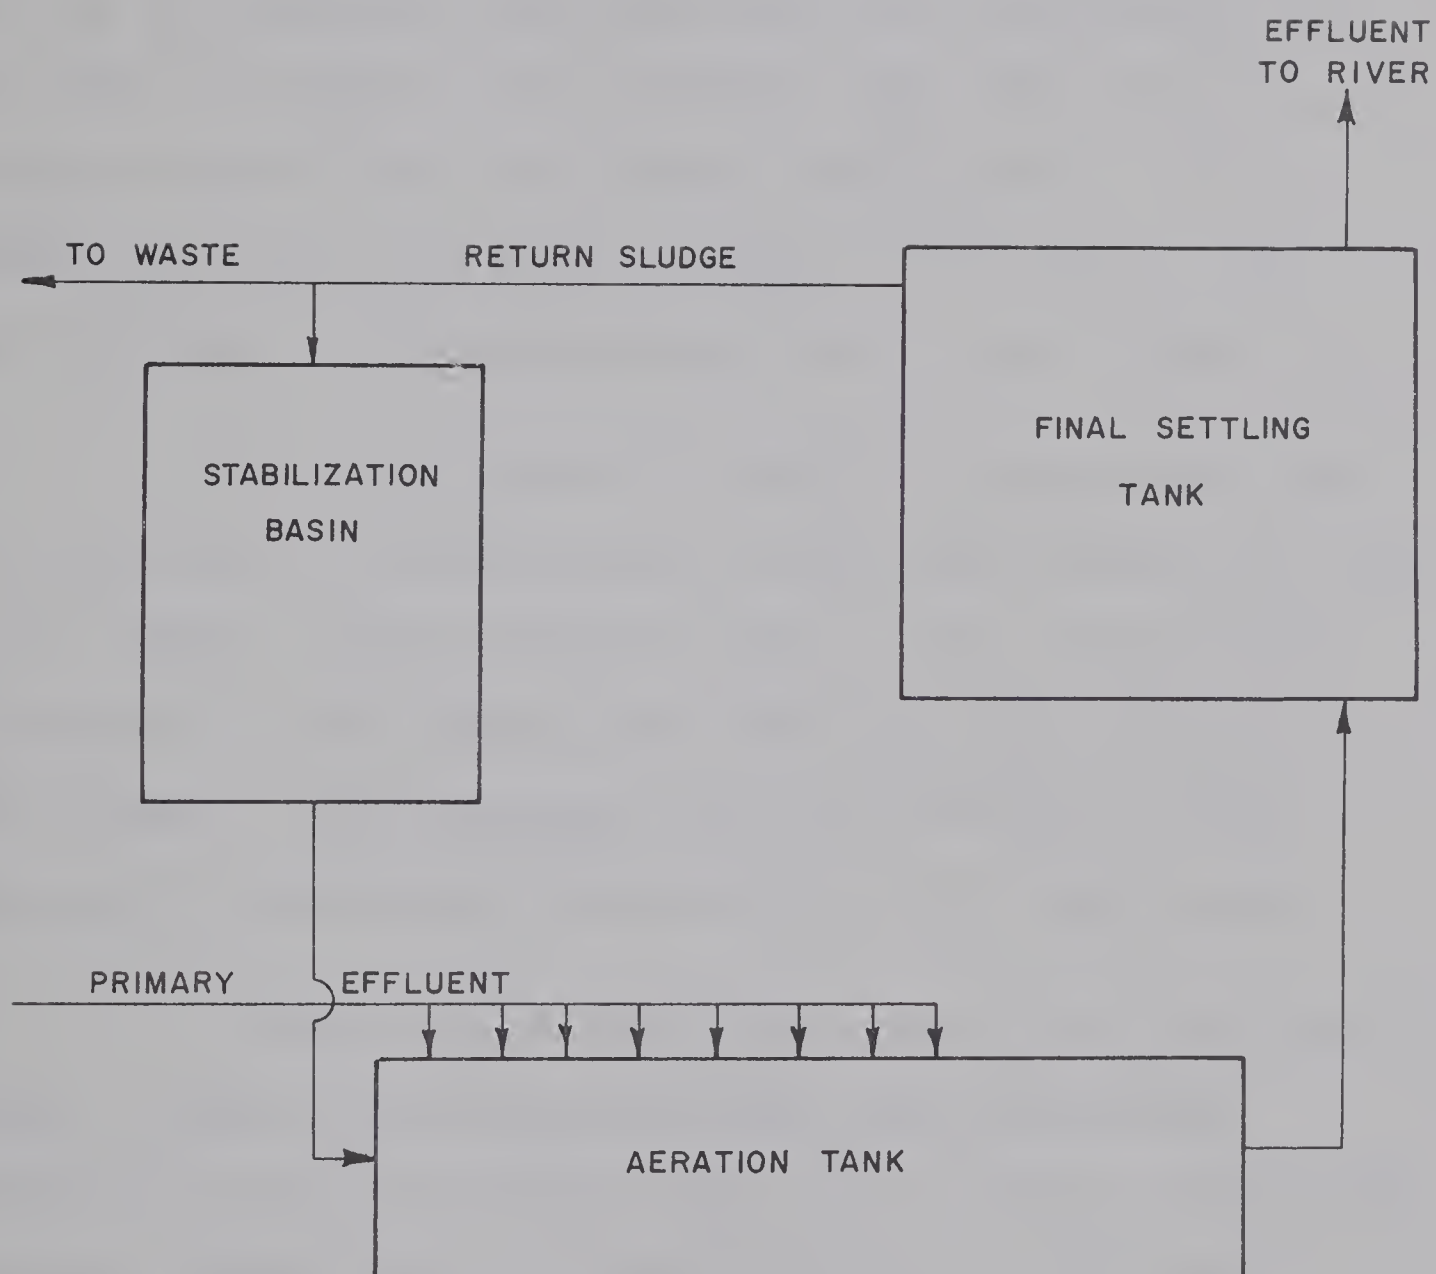 EFFLUENT
TO RIVER
TO WASTE
RETURN SLUDGE
FINAL SETTLING
TANK
STABILIZATION
BASIN
PRIMARY EFFLUENT
AERATION TANK